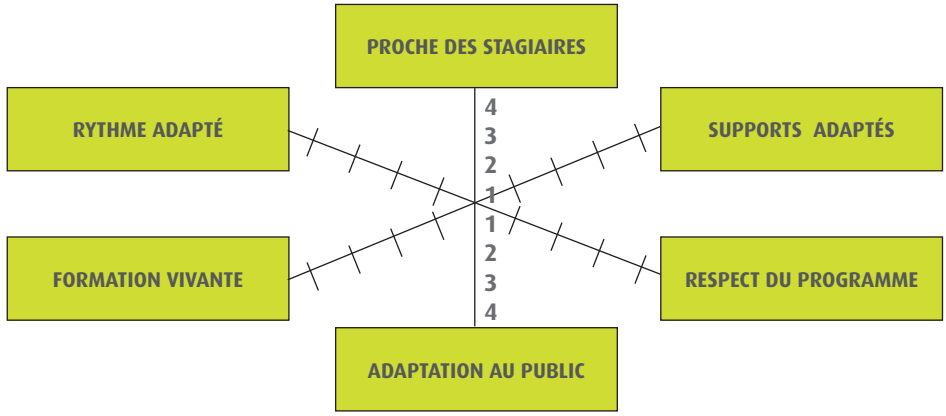 PROCHE DES STAGIAIRES
RYTHME ADAPTÉ
SUPPORTS ADAPTÉS
4
3
2
1
1
2
3
4
FORMATION VIVANTE
RESPECT DU PROGRAMME
ADAPTATION AU PUBLIC